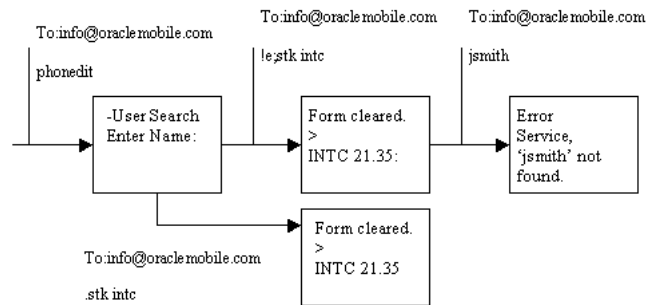 To:info@oraclemobile.com
phonedit
To:info@oraclemobile.com
!e;stk intc
To:info@oraclemobile.com
jsmith
-User Search
Enter Name:
Form cleared.
>
INTC 21.35:
Error
Service,
‘jsmith’ not
found.
Form cleared.
>
INTC 21.35
To:info@oraclemobile.com
.stk intc